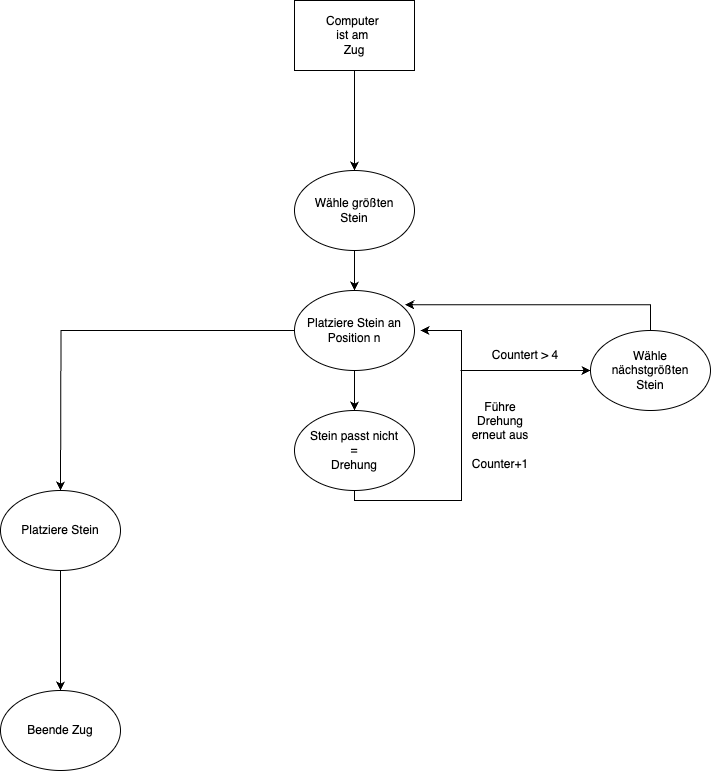 Computer
ist am
Zug
Wähle größten
Stein
Platziere Stein an
Position n
Countert > 4
Wähle
nächstgrößten
Stein
Führe
Drehung
erneut aus
Counter+1
Stein passt nicht
=
Drehung
Platziere Stein
Beende Zug